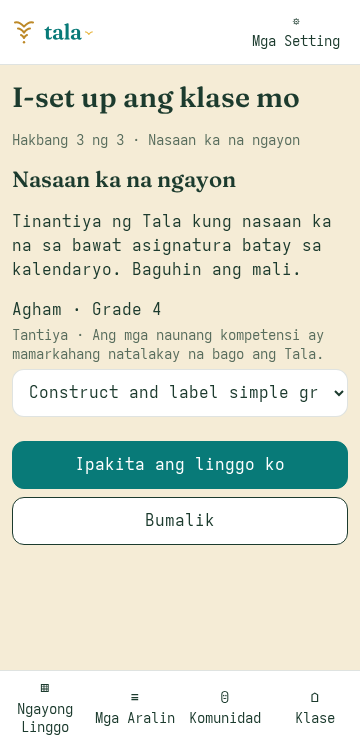 tala
Mga Setting
I-set up ang klase mo
Hakbang 3 ng 3 · Nasaan ka na ngayon
Nasaan ka na ngayon
Tinantiya ng Tala kung nasaan ka
na sa bawat asignatura batay sa
kalendaryo. Baguhin ang mali.
Agham · Grade 4
Tantiya · Ang mga naunang kompetensi ay
mamarkahang natalakay na bago ang Tala.
Construct and label simple gr
Ipakita ang linggo ko
Bumalik
Ngayong
Linggo
Mga Aralin
Komunidad
Klase